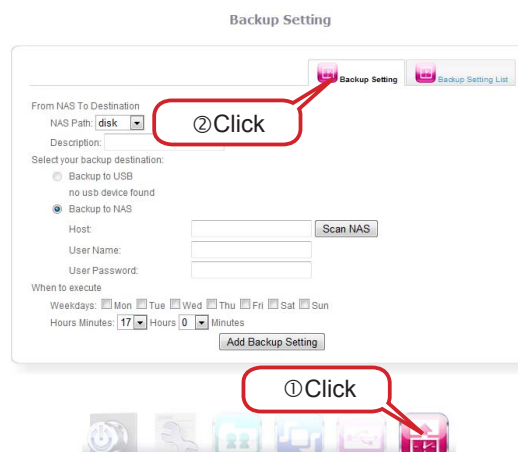 Backup Setting
Backup Setting
Backup Setting List
From NAS To Destination
②Click
NAS Path: disk
Description:
Select your backup destination:
Backup to USB
no usb device found
Backup to NAS
Host: Scan NAS
User Name:
User Password:
When to execute
Weekdays: Mon Tue Wed Thu Fri Sat Sun
Hours Minutes: 17 Hours 0 Minutes
Add Backup Setting
①Click